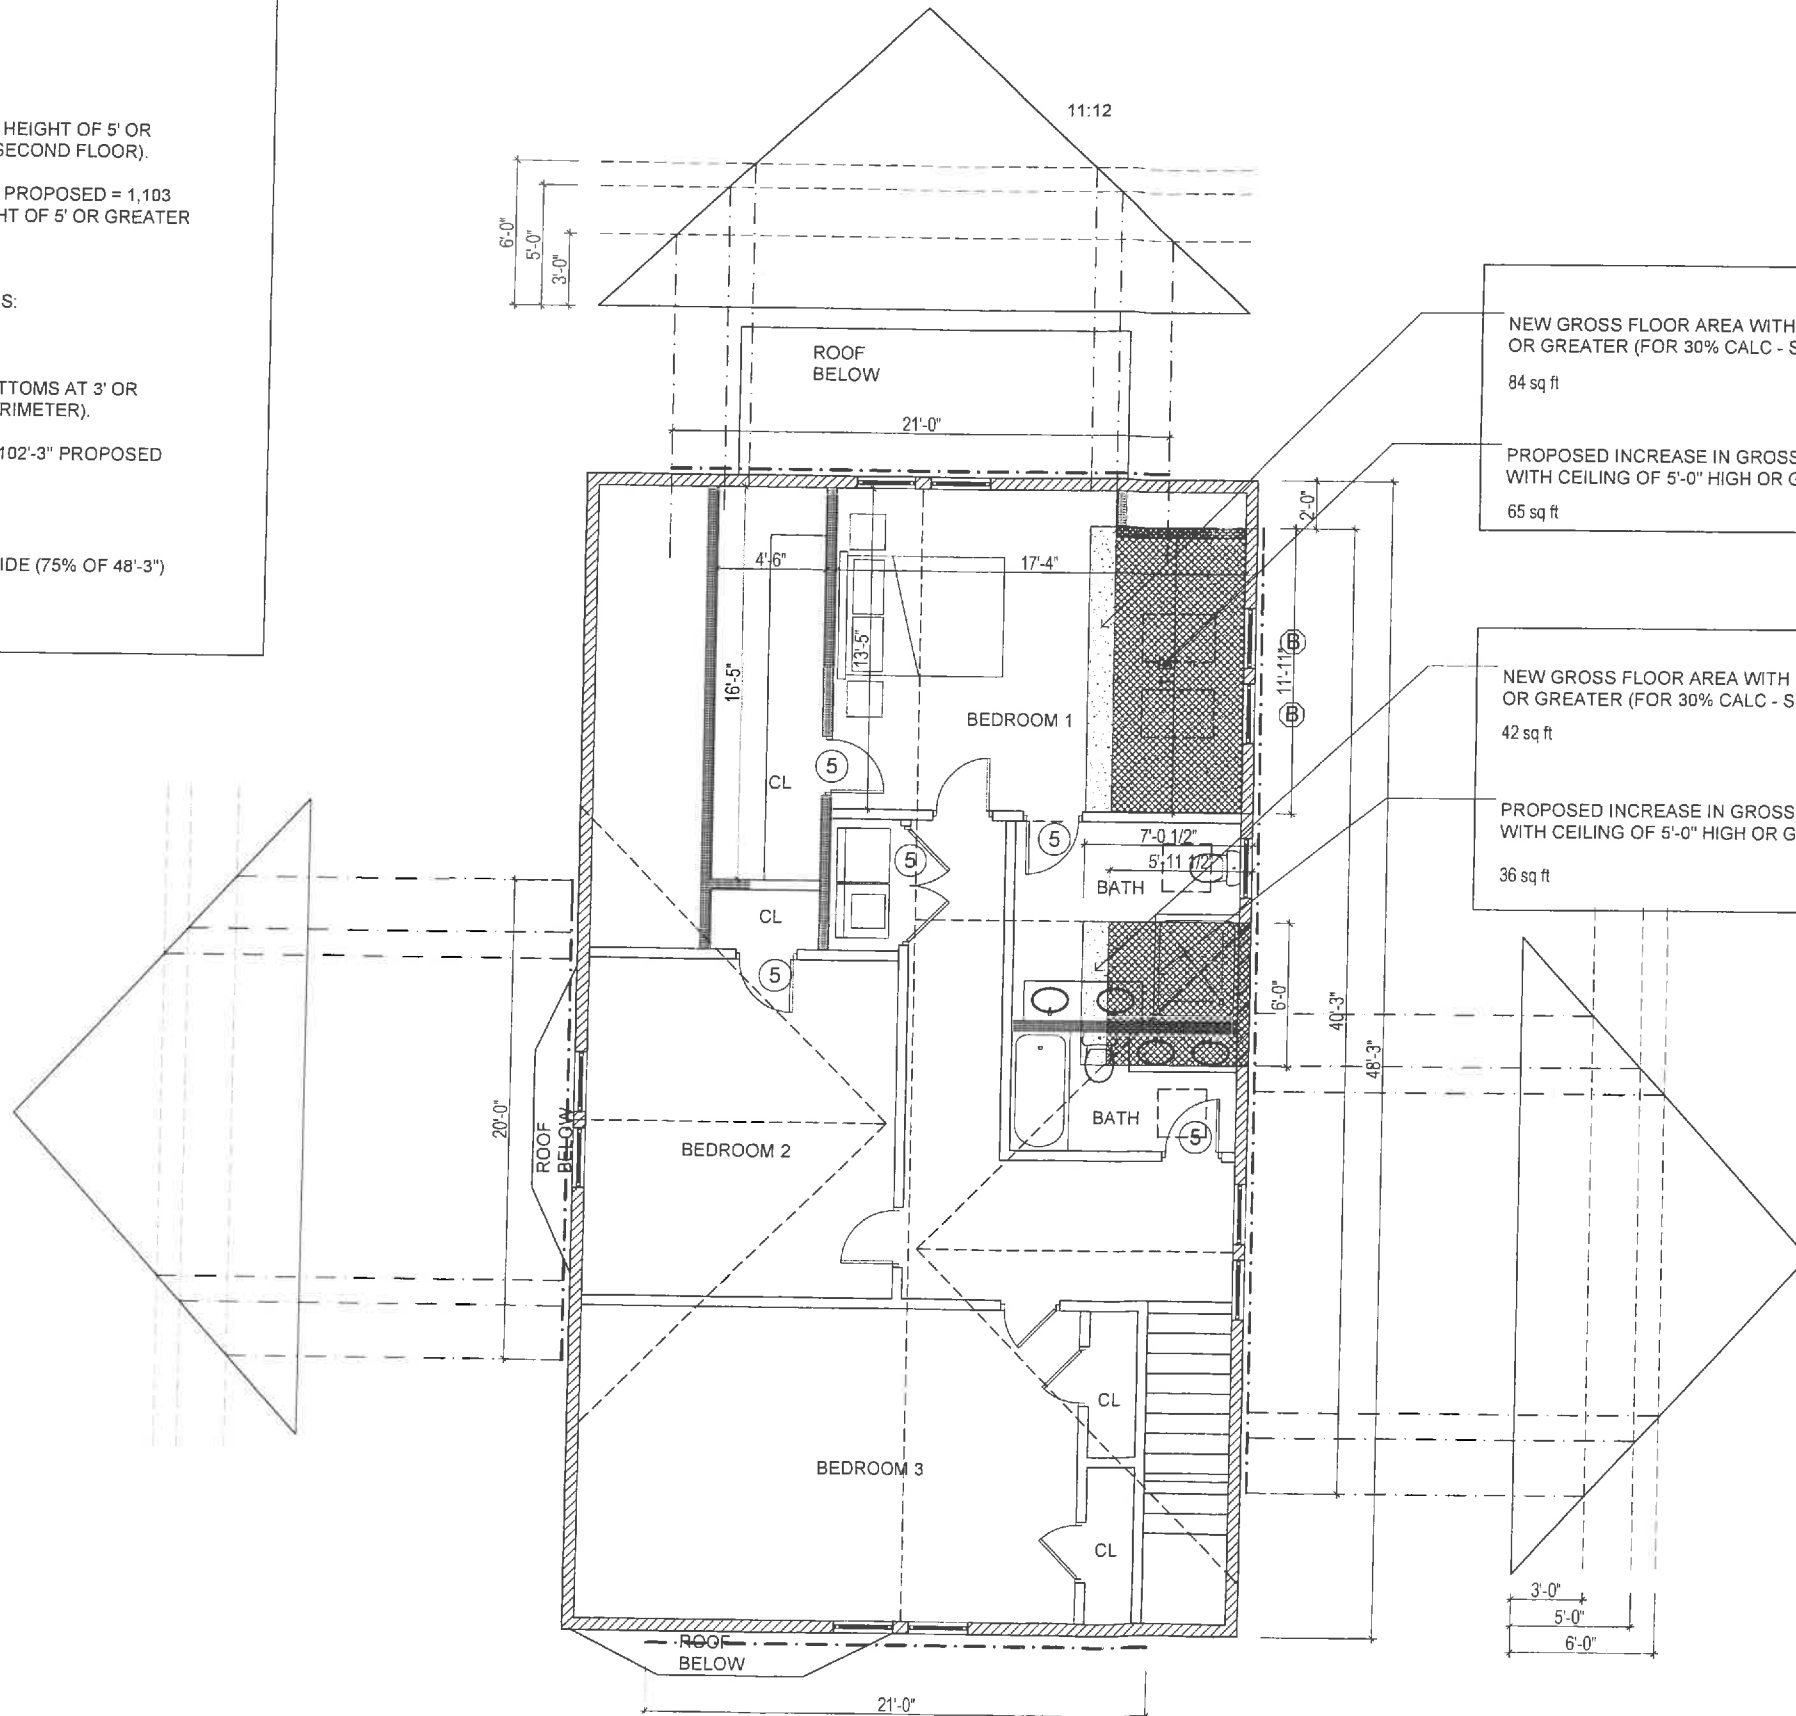 HEIGHT OF 5' OR
SECOND FLOOR).
PROPOSED = 1,103
HT OF 5' OR GREATER
S:
TTOMS AT 3' OR
RIMETER).
102'-3" PROPOSED
IDE (75% OF 48'-3")
11:12
6'-0"
5'-0"
3'-0"
ROOF
BELOW
21'-0"
NEW GROSS FLOOR AREA WITH
OR GREATER (FOR 30% CALC - S
84 sq ft
PROPOSED INCREASE IN GROSS
WITH CEILING OF 5'-0" HIGH OR G
65 sq ft
2'-0"
4'-6"
17'-4"
13'-5"
16'-5"
11'-11"
B
B
BEDROOM 1
CL
5
NEW GROSS FLOOR AREA WITH
OR GREATER (FOR 30% CALC - S
42 sq ft
PROPOSED INCREASE IN GROSS
WITH CEILING OF 5'-0" HIGH OR G
36 sq ft
5
5
7'-0 1/2"
5'-11 1/2"
BATH
CL
5
6'-0"
40'-3"
48'-3"
20'-0"
ROOF
BELOW
BEDROOM 2
BATH
5
CL
BEDROOM 3
CL
3'-0"
5'-0"
6'-0"
ROOF
BELOW
21'-0"